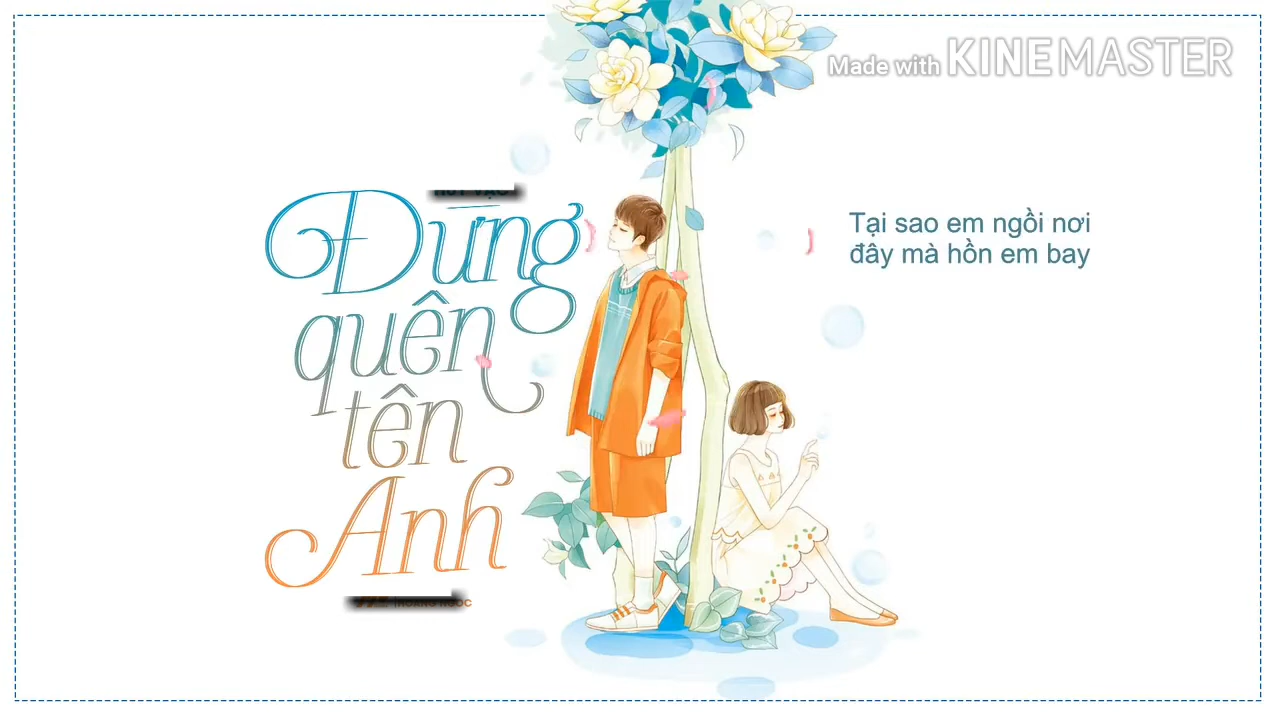 Made with KINEMASTER
Đừng
quên
tên
Anh
Tại sao em ngồi nơi
đây mà hồn em bay